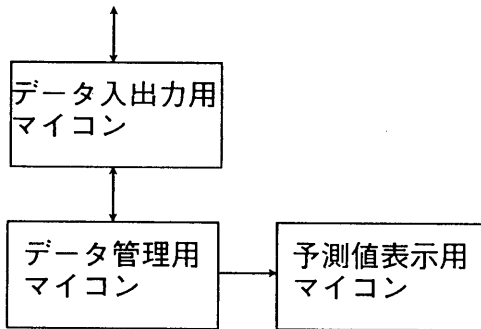 データ入出力用
マイコン
データ管理用
マイコン
予測値表示用
マイコン